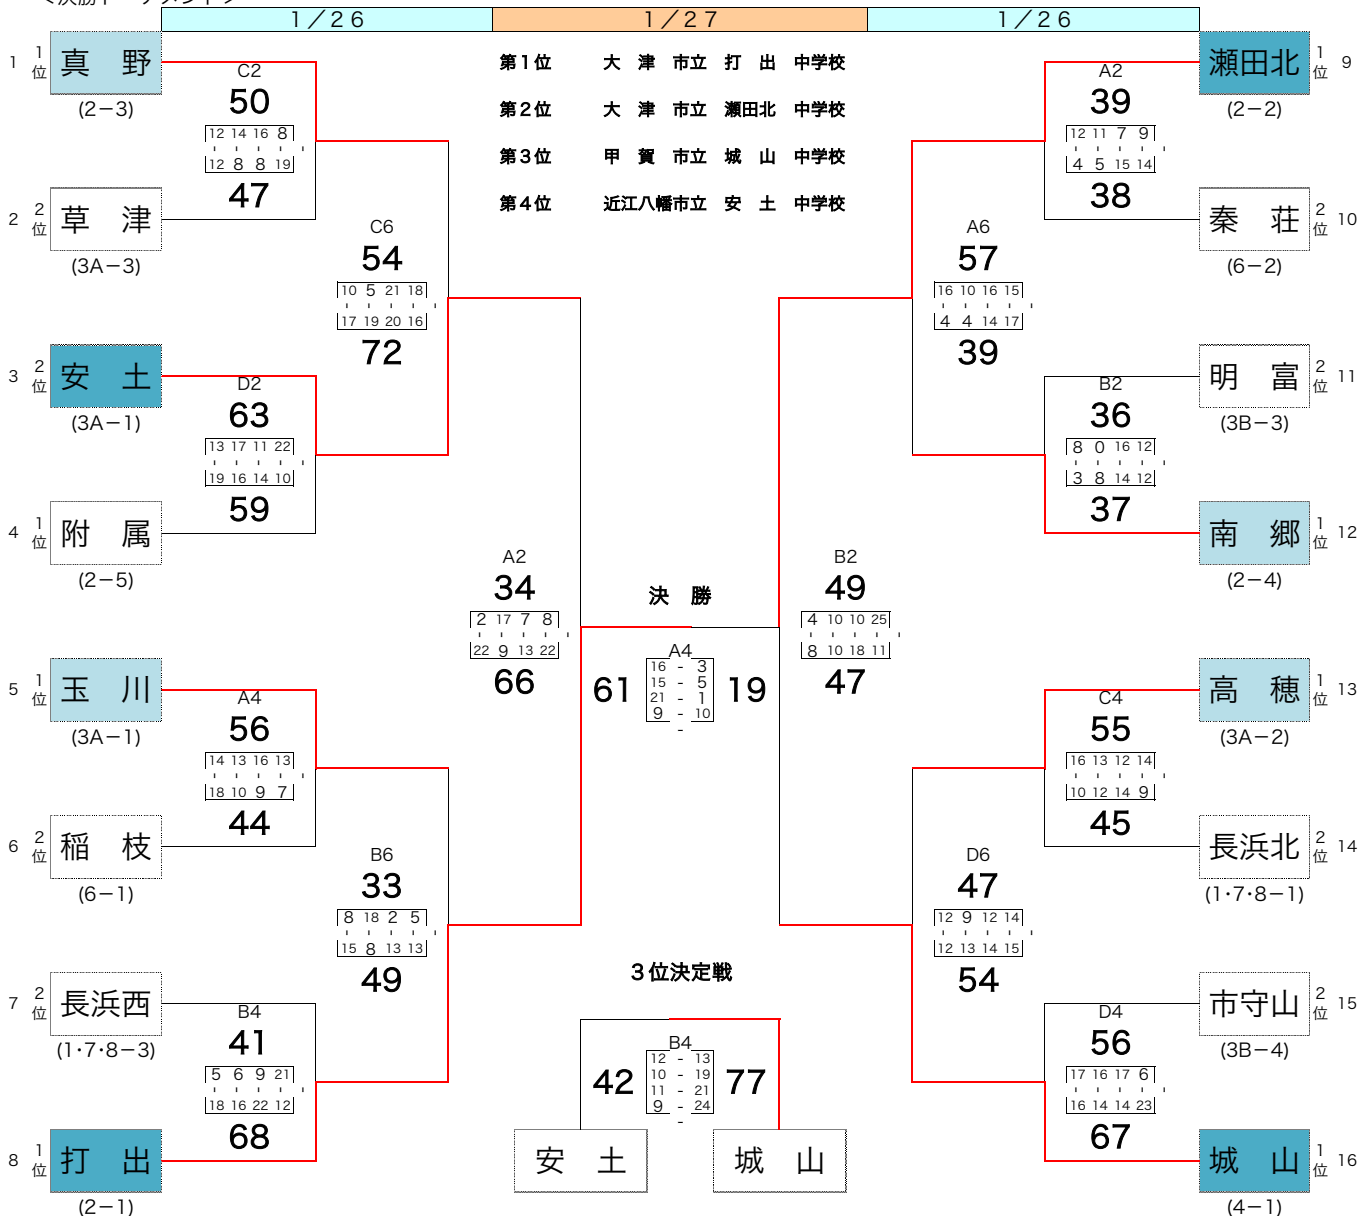 １／２６ １／２７ １／２６
第１位 大 津 市立 打 出 中学校
第２位 大 津 市立 瀬田北 中学校
第３位 甲 賀 市立 城 山 中学校
第４位 近江八幡市立 安 土 中学校
1 1位 真 野
(2－3)
C2
50
12 14 16 8
12 8 8 19
47
2 2位 草 津
(3A－3)
C6
54
10 5 21 18
17 19 20 16
72
3 2位 安 土
(3A－1)
D2
63
13 17 11 22
19 16 14 10
59
4 1位 附 属
(2－5)
A2
34
2 17 7 8
22 9 13 22
66
5 1位 玉 川
(3A－1)
A4
56
14 13 16 13
18 10 9 7
44
6 2位 稲 枝
(6－1)
B6
33
8 18 2 5
15 8 13 13
49
7 2位 長浜西
(1･7･8－3)
B4
41
5 6 9 21
18 16 22 12
68
8 1位 打 出
(2－1)
決 勝
A4
61 19
16 - 3
15 - 5
21 - 1
9 - 10
-
３位決定戦
B4
42 77
12 - 13
10 - 19
11 - 21
9 - 24
-
安 土 城 山
瀬田北 1位 9
(2－2)
A2
39
12 11 7 9
4 5 15 14
38
秦 荘 2位 10
(6－2)
A6
57
16 10 16 15
4 4 14 17
39
明 富 2位 11
(3B－3)
B2
36
8 0 16 12
3 8 14 12
37
南 郷 1位 12
(2－4)
B2
49
4 10 10 25
8 10 18 11
47
高 穂 1位 13
(3A－2)
C4
55
16 13 12 14
10 12 14 9
45
長浜北 2位 14
(1･7･8－1)
D6
47
12 9 12 14
12 13 14 15
54
市守山 2位 15
(3B－4)
D4
56
17 16 17 6
16 14 14 23
67
城 山 1位 16
(4－1)